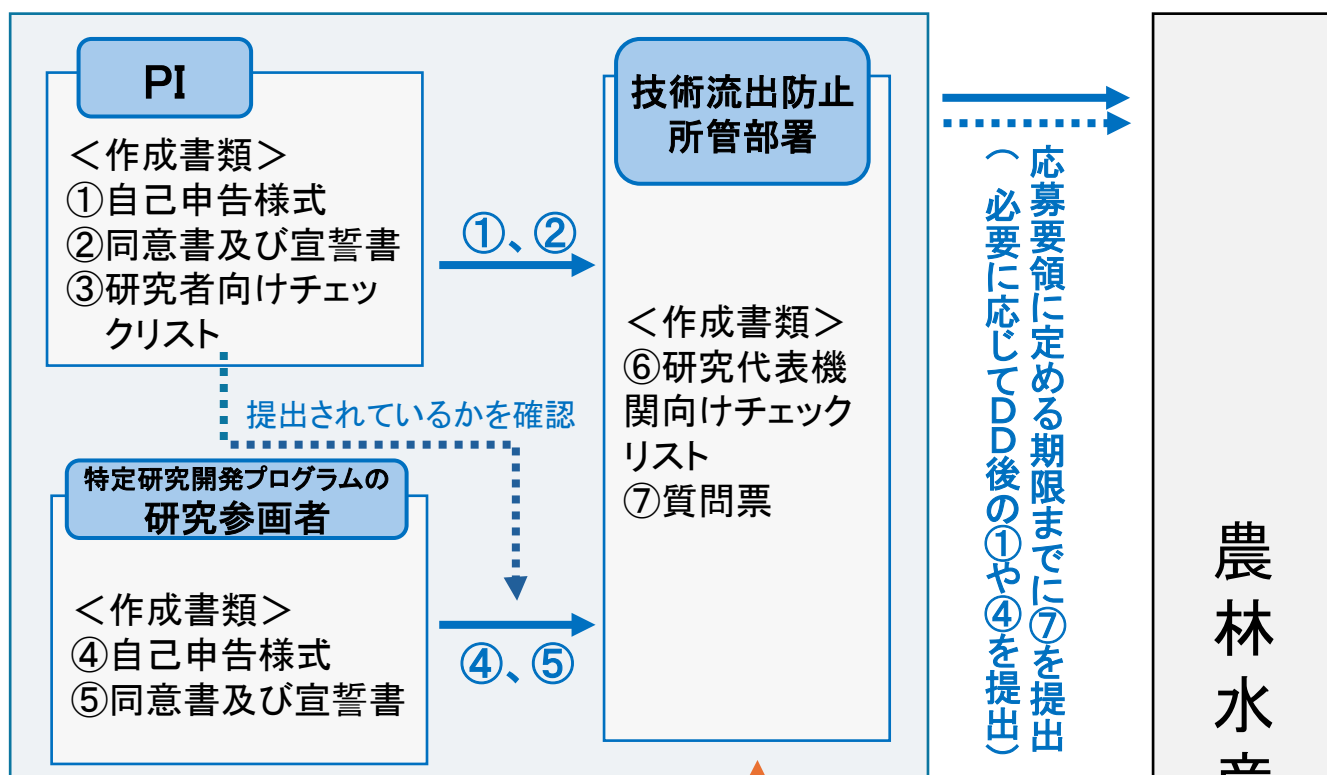 PI
＜作成書類＞
①自己申告様式
②同意書及び宣誓書
③研究者向けチェッ
クリスト
①、②
提出されているかを確認
特定研究開発プログラムの
研究参画者
＜作成書類＞
④自己申告様式
⑤同意書及び宣誓書
④、⑤
技術流出防止
所管部署
＜作成書類＞
⑥研究代表機
関向けチェック
リスト
⑦質問票
応募要領に定める期限までに⑦を提出
（必要に応じてＤＤ後の①や④を提出）
農林水